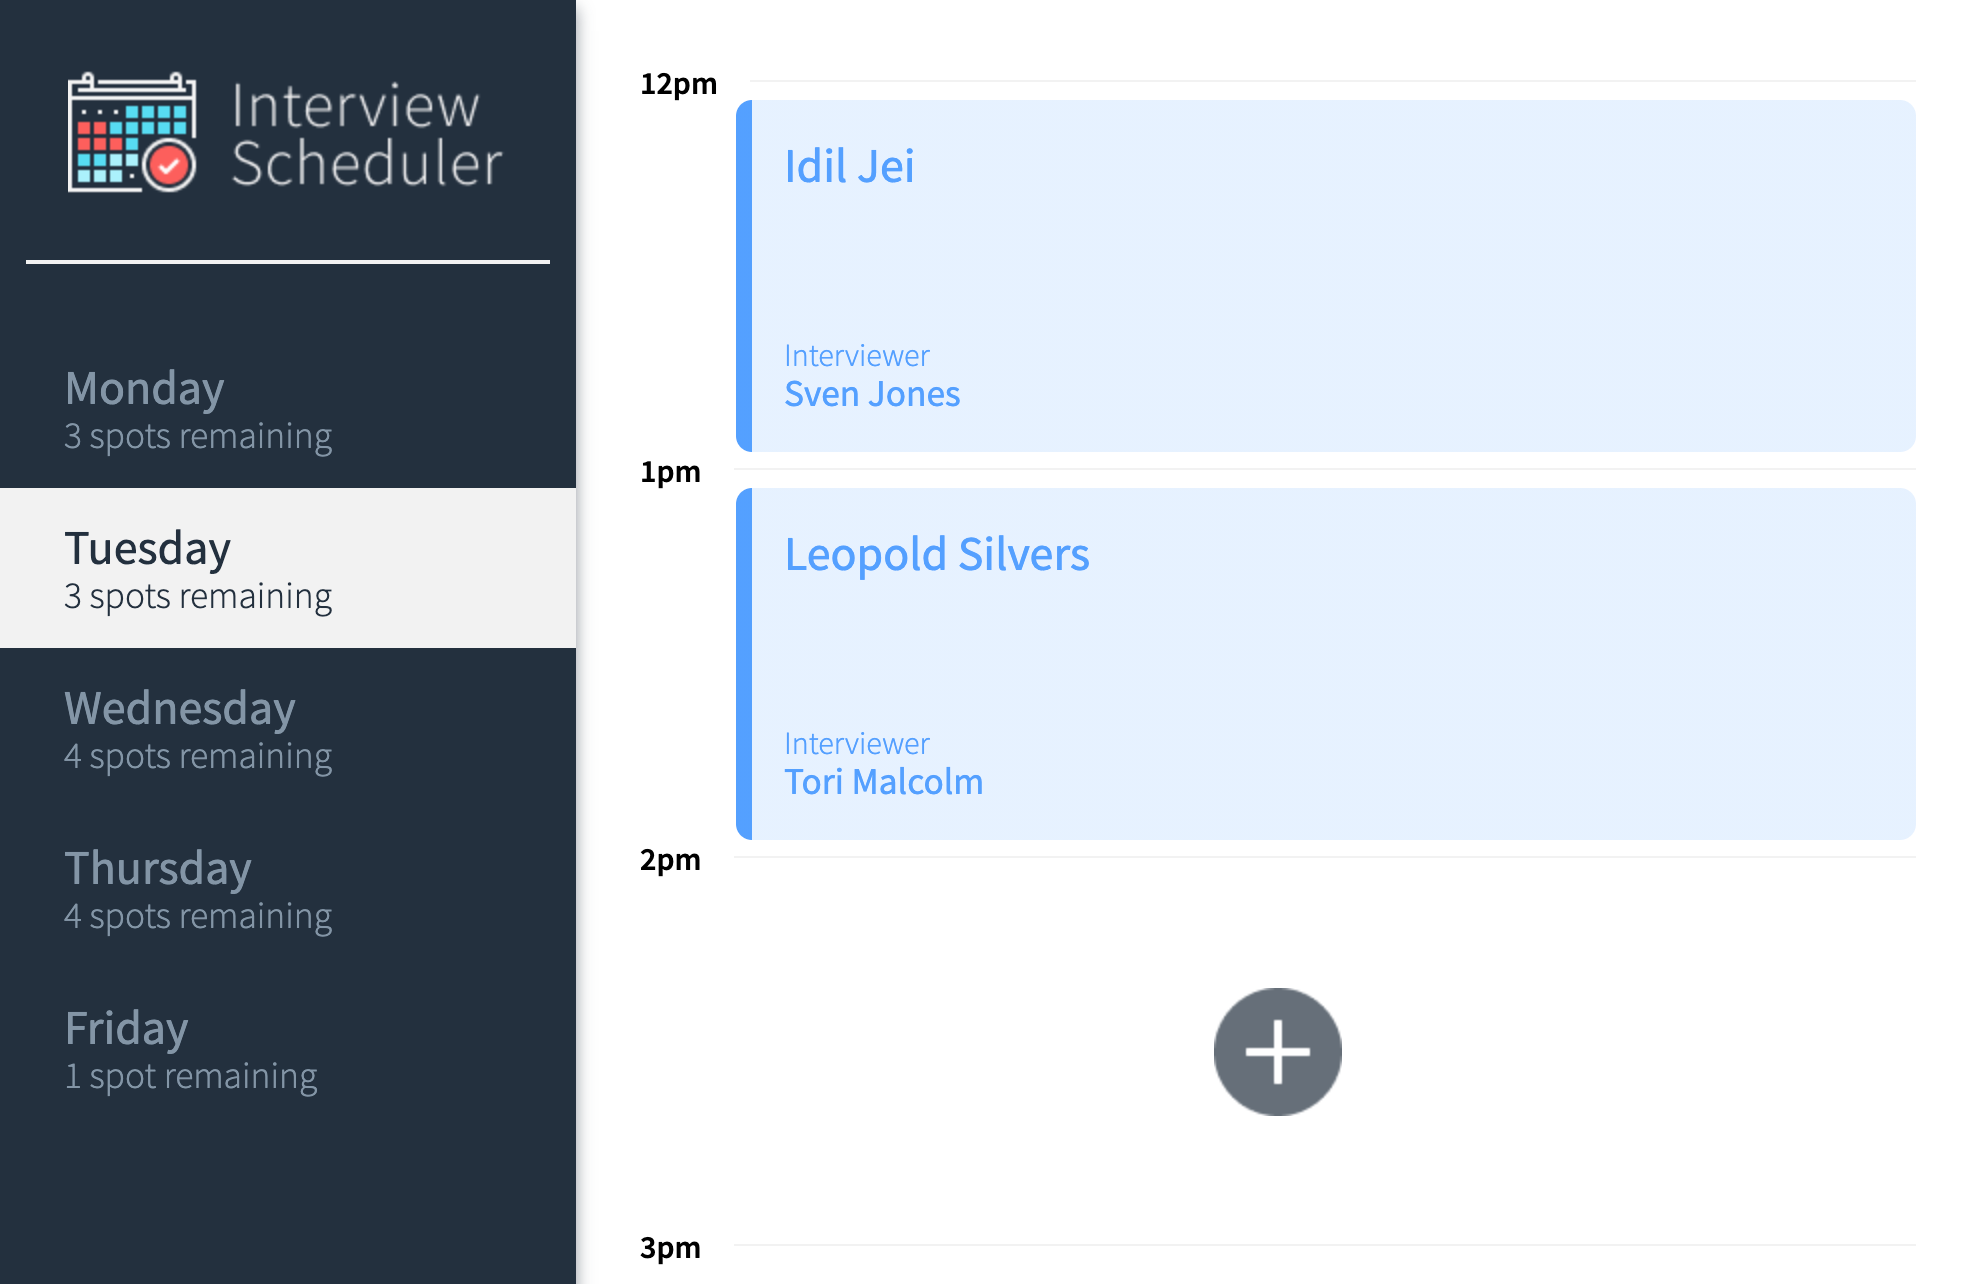 Interview
Scheduler
Monday
3 spots remaining
Tuesday
3 spots remaining
Wednesday
4 spots remaining
Thursday
4 spots remaining
Friday
1 spot remaining
12pm
Idil Jei
Interviewer
Sven Jones
1pm
Leopold Silvers
Interviewer
Tori Malcolm
2pm
3pm